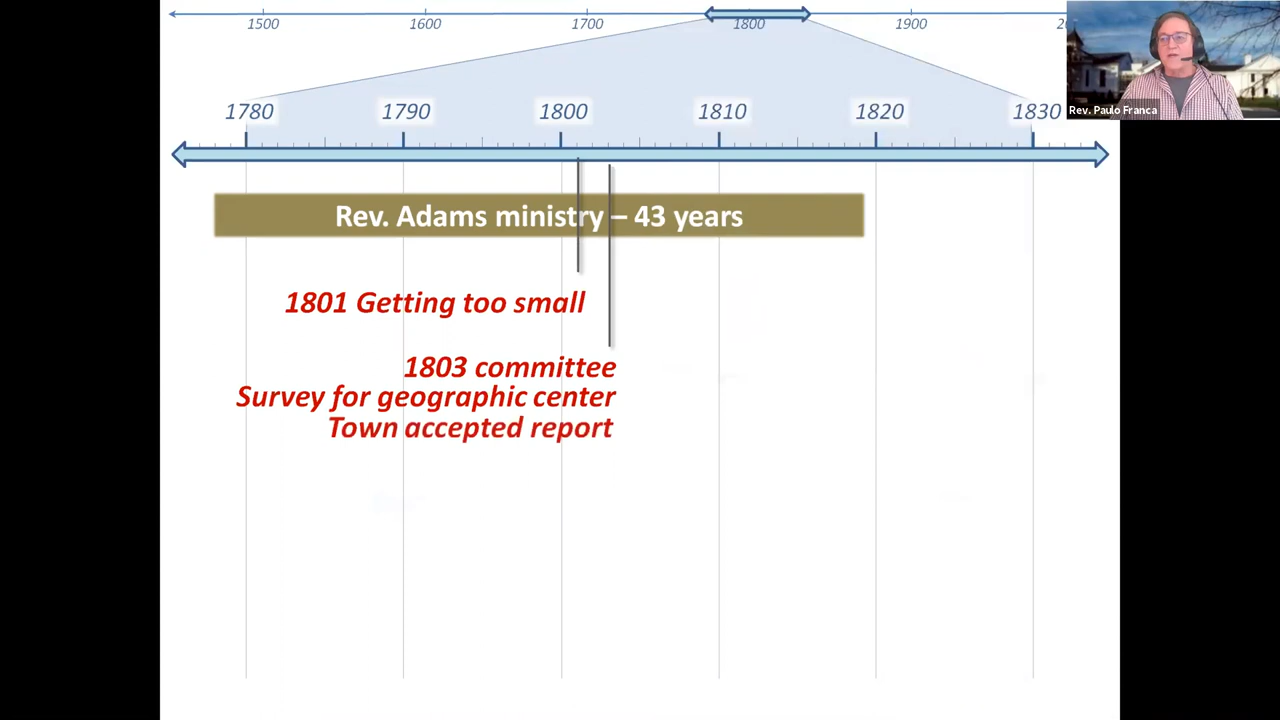 1500 1600 1700 1800 1900
1780 1790 1800 1810 1820 1830
Rev. Paulo Franca
Rev. Adams ministry – 43 years
1801 Getting too small
1803 committee
Survey for geographic center
Town accepted report